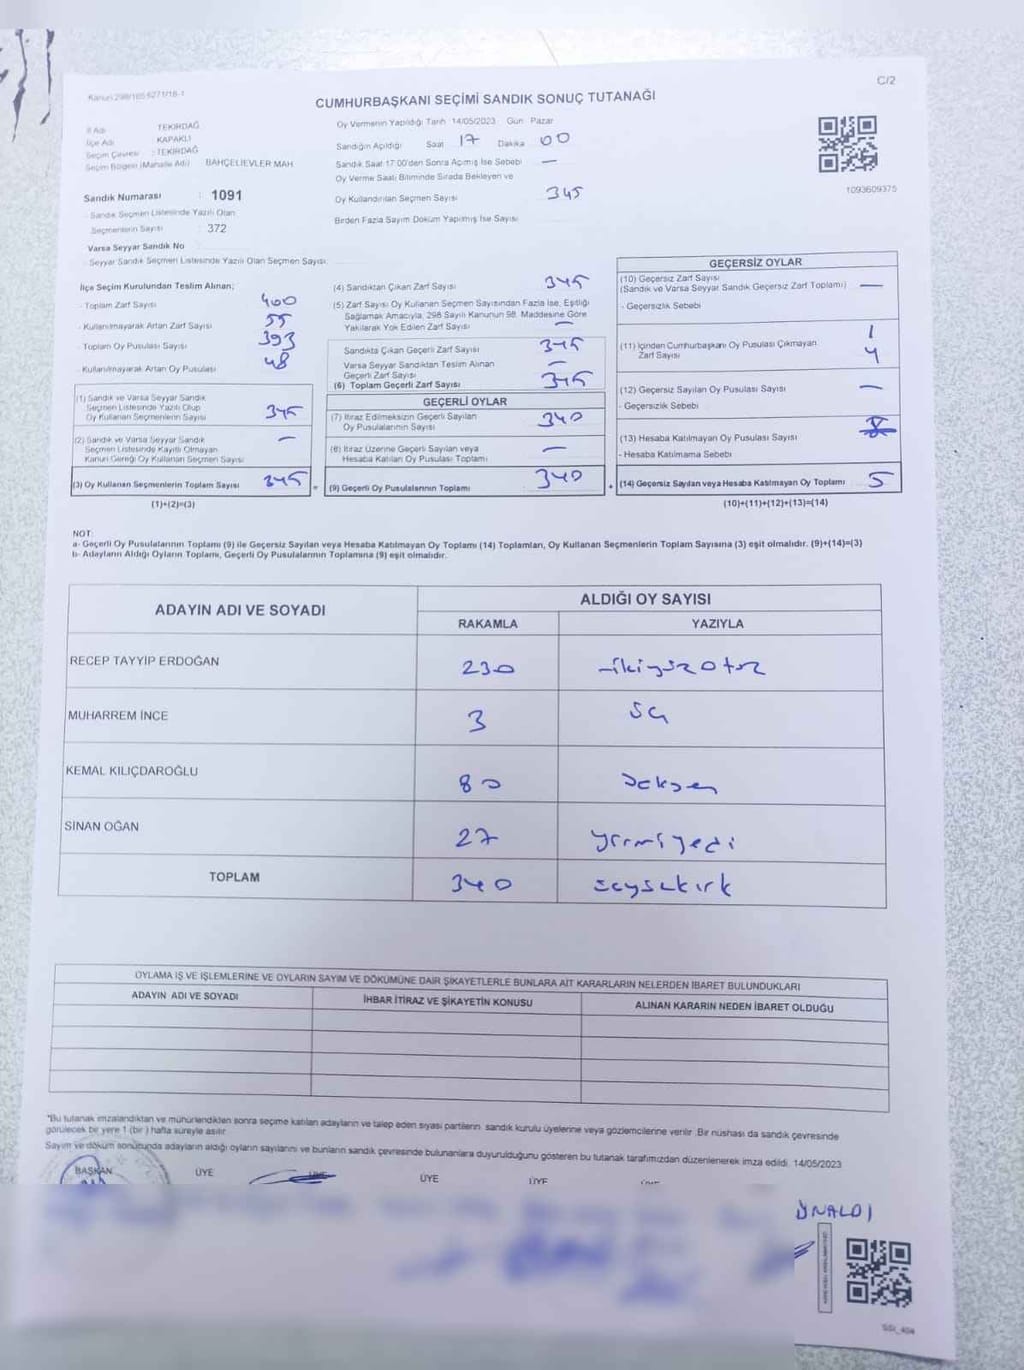 C/2
CUMHURBAŞKANI SEÇİMİ SANDIK SONUÇ TUTANAĞI
İl Adı TEKİRDAĞ
İlçe Adı KAPAKLI
Seçim Çevresi : TEKİRDAĞ
Seçim Bölgesi (Mahalle Adı) BAHÇELİEVLER MAH
Sandık Numarası : 1091
- Sandık Seçmen Listesinde Yazılı Olan
Seçmenlerin Sayısı : 372
Varsa Seyyar Sandık No
- Seyyar Sandık Seçmen Listesinde Yazılı Olan Seçmen Sayısı:
Oy Vermenin Yapıldığı Tarih 14/05/2023 Gün Pazar
Sandığın Açıldığı Saat 17 Dakika 00
Sandık Saat 17:00'den Sonra Açılmış İse Sebebi —
Oy Verme Saati Bitiminde Sırada Bekleyen ve
Oy Kullandırılan Seçmen Sayısı 345
Birden Fazla Sayım Döküm Yapılmış İse Sayısı
1093609375
İlçe Seçim Kurulundan Teslim Alınan;
- Toplam Zarf Sayısı 400
- Kullanılmayarak Artan Zarf Sayısı 55
- Toplam Oy Pusulası Sayısı 393
- Kullanılmayarak Artan Oy Pusulası 48
(1) Sandık ve Varsa Seyyar Sandık
Seçmen Listesinde Yazılı Olup
Oy Kullanan Seçmenlerin Sayısı 345
(2) Sandık ve Varsa Seyyar Sandık
Seçmen Listesinde Kayıtlı Olmayan
Kanun Gereği Oy Kullanan Seçmen Sayısı —
(3) Oy Kullanan Seçmenlerin Toplam Sayısı 345
(1)+(2)=(3)
(4) Sandıktan Çıkan Zarf Sayısı 345
(5) Zarf Sayısı Oy Kullanan Seçmen Sayısından Fazla İse, Eşitliği
Sağlamak Amacıyla, 298 Sayılı Kanunun 98. Maddesine Göre
Yakılarak Yok Edilen Zarf Sayısı —
Sandıkta Çıkan Geçerli Zarf Sayısı 345
Varsa Seyyar Sandıktan Teslim Alınan
Geçerli Zarf Sayısı —
(6) Toplam Geçerli Zarf Sayısı 345
GEÇERLİ OYLAR
(7) İtiraz Edilmeksizin Geçerli Sayılan
Oy Pusulalarının Sayısı 340
(8) İtiraz Üzerine Geçerli Sayılan veya
Hesaba Katılan Oy Pusulası Toplamı —
= (9) Geçerli Oy Pusulalarının Toplamı 340
GEÇERSİZ OYLAR
(10) Geçersiz Zarf Sayısı
(Sandık ve Varsa Seyyar Sandık Geçersiz Zarf Toplamı) —
- Geçersizlik Sebebi
1
(11) İçinden Cumhurbaşkanı Oy Pusulası Çıkmayan
Zarf Sayısı 4
(12) Geçersiz Sayılan Oy Pusulası Sayısı —
- Geçersizlik Sebebi
(13) Hesaba Katılmayan Oy Pusulası Sayısı
- Hesaba Katılmama Sebebi
+ (14) Geçersiz Sayılan veya Hesaba Katılmayan Oy Toplamı 5
(10)+(11)+(12)+(13)=(14)
NOT:
a- Geçerli Oy Pusulalarının Toplamı (9) ile Geçersiz Sayılan veya Hesaba Katılmayan Oy Toplamı (14) Toplamları, Oy Kullanan Seçmenlerin Toplam Sayısına (3) eşit olmalıdır. (9)+(14)=(3)
b- Adayların Aldığı Oyların Toplamı, Geçerli Oy Pusulalarının Toplamına (9) eşit olmalıdır.
ADAYIN ADI VE SOYADI ALDIĞI OY SAYISI
RAKAMLA YAZIYLA
RECEP TAYYİP ERDOĞAN 230 ikiyüzotuz
MUHARREM İNCE 3
KEMAL KILIÇDAROĞLU 80 seksen
SİNAN OĞAN 27 yirmiyedi
TOPLAM 340
OYLAMA İŞ VE İŞLEMLERİNE VE OYLARIN SAYIM VE DÖKÜMÜNE DAİR ŞİKAYETLERLE BUNLARA AİT KARARLARIN NELERDEN İBARET BULUNDUKLARI
ADAYIN ADI VE SOYADI İHBAR İTİRAZ VE ŞİKAYETİN KONUSU ALINAN KARARIN NEDEN İBARET OLDUĞU
*Bu tutanak imzalandıktan ve mühürlendikten sonra seçime katılan adayların ve talep eden siyasi partilerin sandık kurulu üyelerine veya gözlemcilerine verilir. Bir nüshası da sandık çevresinde
görülecek bir yere 1 (bir) hafta süreyle asılır
Sayım ve döküm sonucunda adayların aldığı oyların sayılarını ve bunların sandık çevresinde bulunanlara duyurulduğunu gösteren bu tutanak tarafımızdan düzenlenerek imza edildi. 14/05/2023
BAŞKAN ÜYE ÜYE ÜYE ÜYE
ÜNALDI